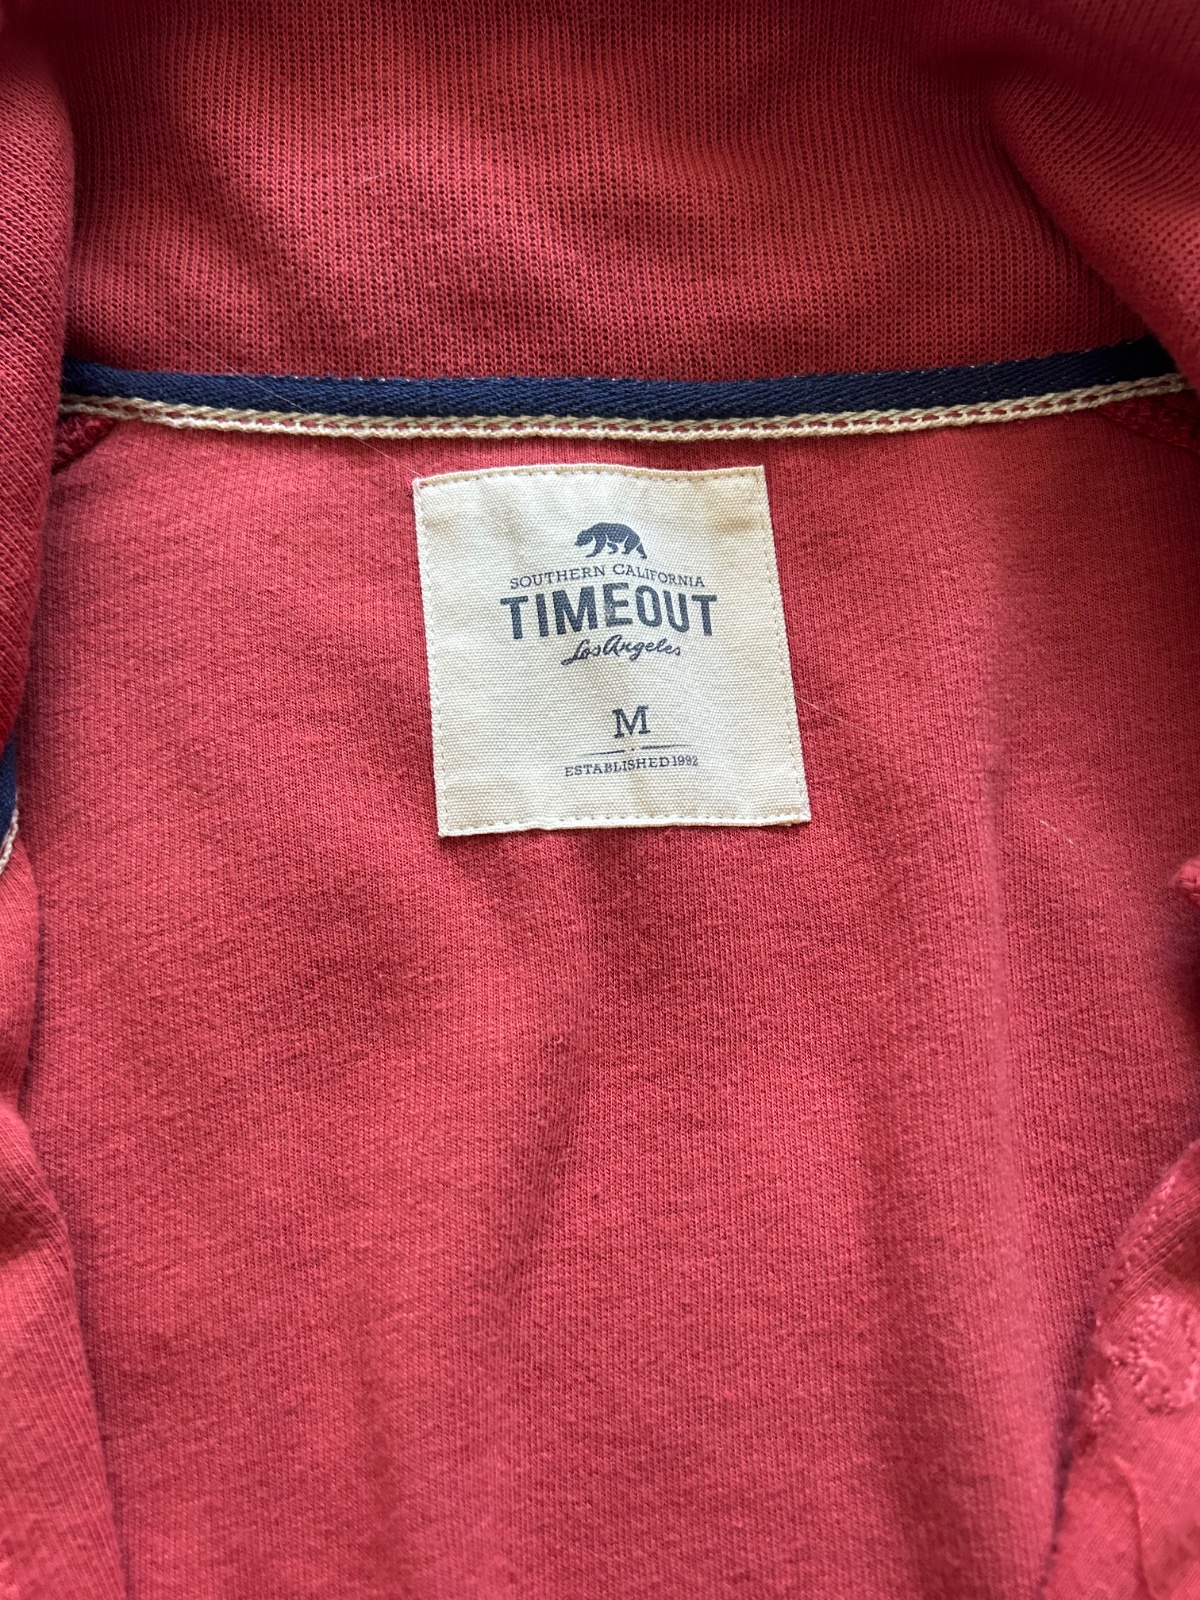 SOUTHERN CALIFORNIA
TIMEOUT
Los Angeles
M
ESTABLISHED 1992